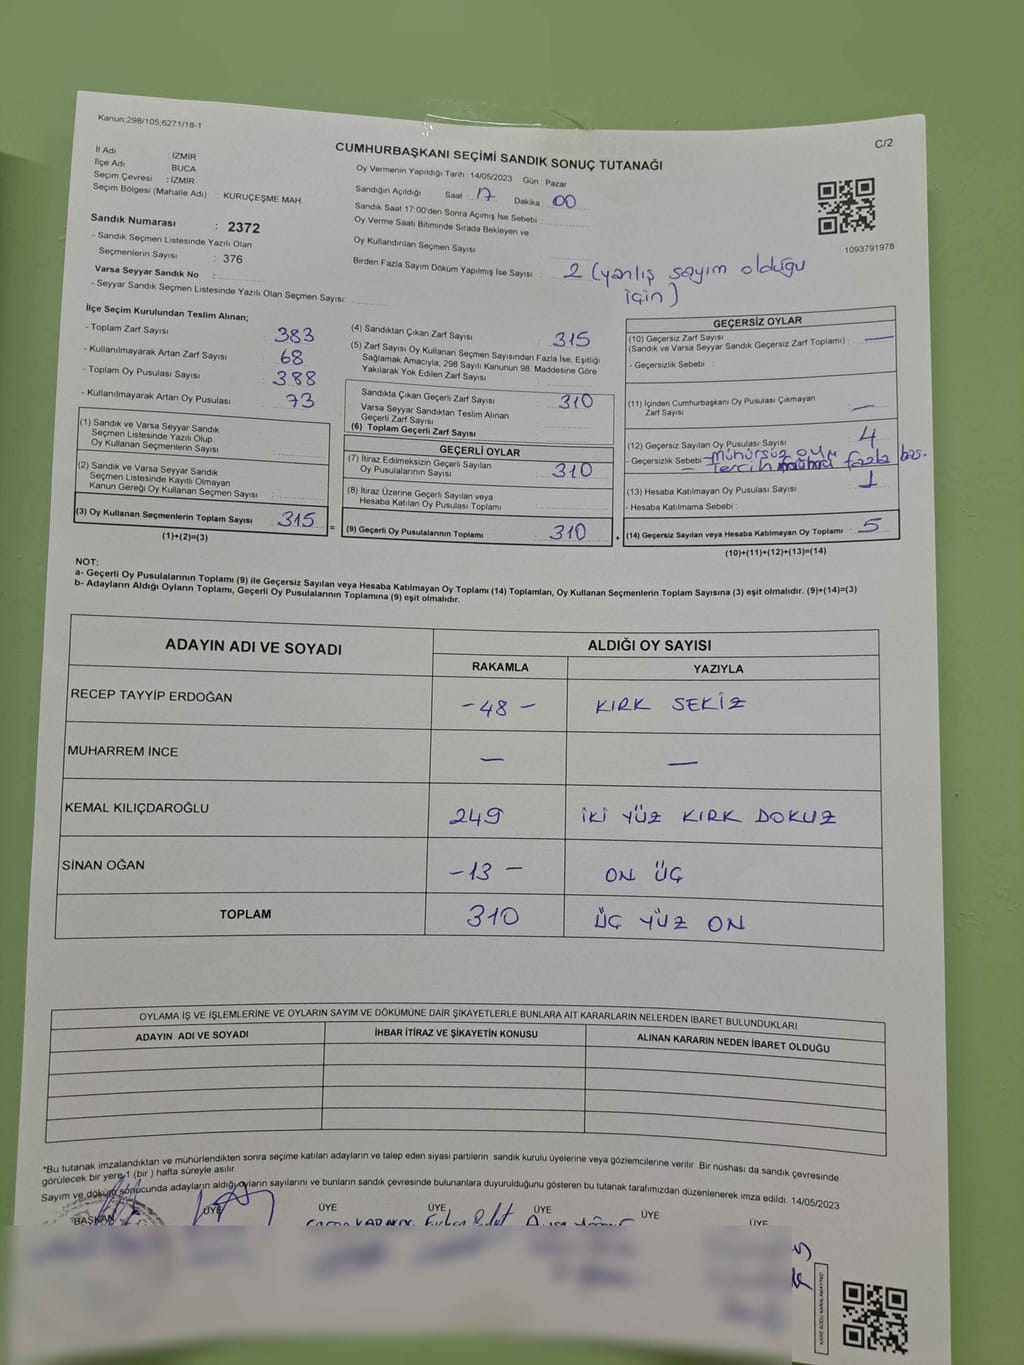 Kanun;298/105;6271/18-1
C/2
CUMHURBAŞKANI SEÇİMİ SANDIK SONUÇ TUTANAĞI
İl Adı : İZMİR
İlçe Adı BUCA
Seçim Çevresi : İZMİR
Seçim Bölgesi (Mahalle Adı) : KURUÇEŞME MAH.
Oy Vermenin Yapıldığı Tarih : 14/05/2023 Gün : Pazar
Sandığın Açıldığı Saat : 17 Dakika : 00
Sandık Saat 17:00'den Sonra Açımış İse Sebebi :
Oy Verme Saati Bitiminde Sırada Bekleyen ve
Oy Kullandırılan Seçmen Sayısı
Birden Fazla Sayım Döküm Yapılmış İse Sayısı : 2 (yanlış sayım olduğu
için)
1093791978
Sandık Numarası : 2372
- Sandık Seçmen Listesinde Yazılı Olan
Seçmenlerin Sayısı : 376
Varsa Seyyar Sandık No :
- Seyyar Sandık Seçmen Listesinde Yazılı Olan Seçmen Sayısı:
İlçe Seçim Kurulundan Teslim Alınan;
- Toplam Zarf Sayısı 383
- Kullanılmayarak Artan Zarf Sayısı 68
- Toplam Oy Pusulası Sayısı : 388
- Kullanılmayarak Artan Oy Pusulası : 73
(1) Sandık ve Varsa Seyyar Sandık
Seçmen Listesinde Yazılı Olup
Oy Kullanan Seçmenlerin Sayısı
(2) Sandık ve Varsa Seyyar Sandık
Seçmen Listesinde Kayıtlı Olmayan
Kanun Gereği Oy Kullanan Seçmen Sayısı :
(3) Oy Kullanan Seçmenlerin Toplam Sayısı : 315
(1)+(2)=(3)
(4) Sandıktan Çıkan Zarf Sayısı : 315
(5) Zarf Sayısı Oy Kullanan Seçmen Sayısından Fazla İse, Eşitliği
Sağlamak Amacıyla; 298 Sayılı Kanunun 98. Maddesine Göre
Yakılarak Yok Edilen Zarf Sayısı
Sandıkta Çıkan Geçerli Zarf Sayısı : 310
Varsa Seyyar Sandıktan Teslim Alınan
Geçerli Zarf Sayısı
(6) Toplam Geçerli Zarf Sayısı
GEÇERLİ OYLAR
(7) İtiraz Edilmeksizin Geçerli Sayılan
Oy Pusulasının Sayısı : 310
(8) İtiraz Üzerine Geçerli Sayılan veya
Hesaba Katılan Oy Pusulası Toplamı
= (9) Geçerli Oy Pusulalarının Toplamı : 310
GEÇERSİZ OYLAR
(10) Geçersiz Zarf Sayısı
(Sandık ve Varsa Seyyar Sandık Geçersiz Zarf Toplamı) : —
- Geçersizlik Sebebi :
(11) İçinden Cumhurbaşkanı Oy Pusulası Çıkmayan
Zarf Sayısı —
(12) Geçersiz Sayılan Oy Pusulası Sayısı : 4
- Geçersizlik Sebebi - Mühürsüz oy
- Tercih fazla bas.
(13) Hesaba Katılmayan Oy Pusulası Sayısı : 1
- Hesaba Katılmama Sebebi :
+ (14) Geçersiz Sayılan veya Hesaba Katılmayan Oy Toplamı : 5
(10)+(11)+(12)+(13)=(14)
NOT:
a- Geçerli Oy Pusulalarının Toplamı (9) ile Geçersiz Sayılan veya Hesaba Katılmayan Oy Toplamı (14) Toplamları, Oy Kullanan Seçmenlerin Toplam Sayısına (3) eşit olmalıdır. (9)+(14)=(3)
b- Adayların Aldığı Oyların Toplamı, Geçerli Oy Pusulalarının Toplamına (9) eşit olmalıdır.
ADAYIN ADI VE SOYADI ALDIĞI OY SAYISI
RAKAMLA YAZIYLA
RECEP TAYYİP ERDOĞAN - 48 - KIRK SEKİZ
MUHARREM İNCE — —
KEMAL KILIÇDAROĞLU 249 İKİ YÜZ KIRK DOKUZ
SİNAN OĞAN - 13 - ON ÜÇ
TOPLAM 310 ÜÇ YÜZ ON
OYLAMA İŞ VE İŞLEMLERİNE VE OYLARIN SAYIM VE DÖKÜMÜNE DAİR ŞİKAYETLERLE BUNLARA AİT KARARLARIN NELERDEN İBARET BULUNDUKLARI
ADAYIN ADI VE SOYADI İHBAR İTİRAZ VE ŞİKAYETİN KONUSU ALINAN KARARIN NEDEN İBARET OLDUĞU
*Bu tutanak imzalandıktan ve mühürlendikten sonra seçime katılan adayların ve talep eden siyasi partilerin sandık kurulu üyelerine veya gözlemcilerine verilir. Bir nüshası da sandık çevresinde
görülecek bir yere 1 (bir ) hafta süreyle asılır.
Sayım ve döküm sonucunda adayların aldığı oyların sayılarını ve bunların sandık çevresinde bulunanlara duyurulduğunu gösteren bu tutanak tarafımızdan düzenlenerek imza edildi. 14/05/2023
BAŞKAN ÜYE ÜYE ÜYE ÜYE ÜYE ÜYE
KARE KODU KARALAMAYINIZ.